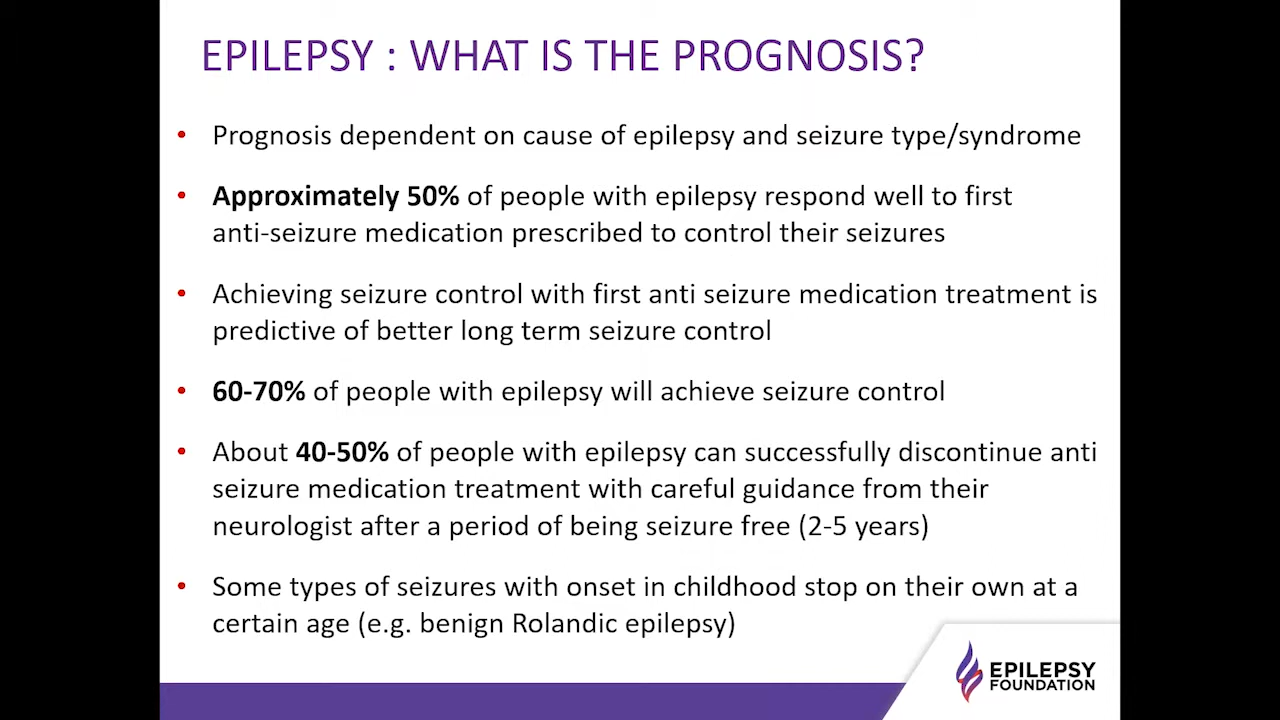 EPILEPSY : WHAT IS THE PROGNOSIS?
• Prognosis dependent on cause of epilepsy and seizure type/syndrome
• Approximately 50% of people with epilepsy respond well to first
anti-seizure medication prescribed to control their seizures
• Achieving seizure control with first anti seizure medication treatment is
predictive of better long term seizure control
• 60-70% of people with epilepsy will achieve seizure control
• About 40-50% of people with epilepsy can successfully discontinue anti
seizure medication treatment with careful guidance from their
neurologist after a period of being seizure free (2-5 years)
• Some types of seizures with onset in childhood stop on their own at a
certain age (e.g. benign Rolandic epilepsy)
EPILEPSY
FOUNDATION